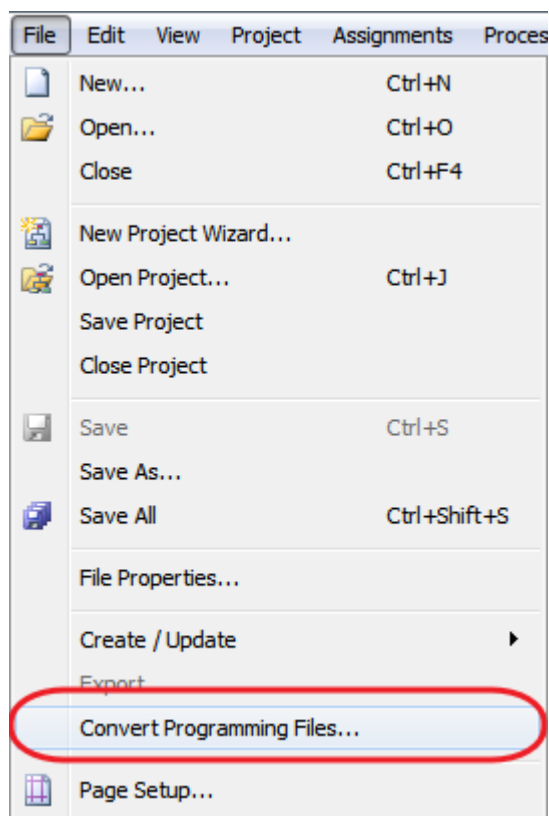 File Edit View Project Assignments Proces
New... Ctrl+N
Open... Ctrl+O
Close Ctrl+F4
New Project Wizard...
Open Project... Ctrl+J
Save Project
Close Project
Save Ctrl+S
Save As...
Save All Ctrl+Shift+S
File Properties...
Create / Update
Export...
Convert Programming Files...
Page Setup...